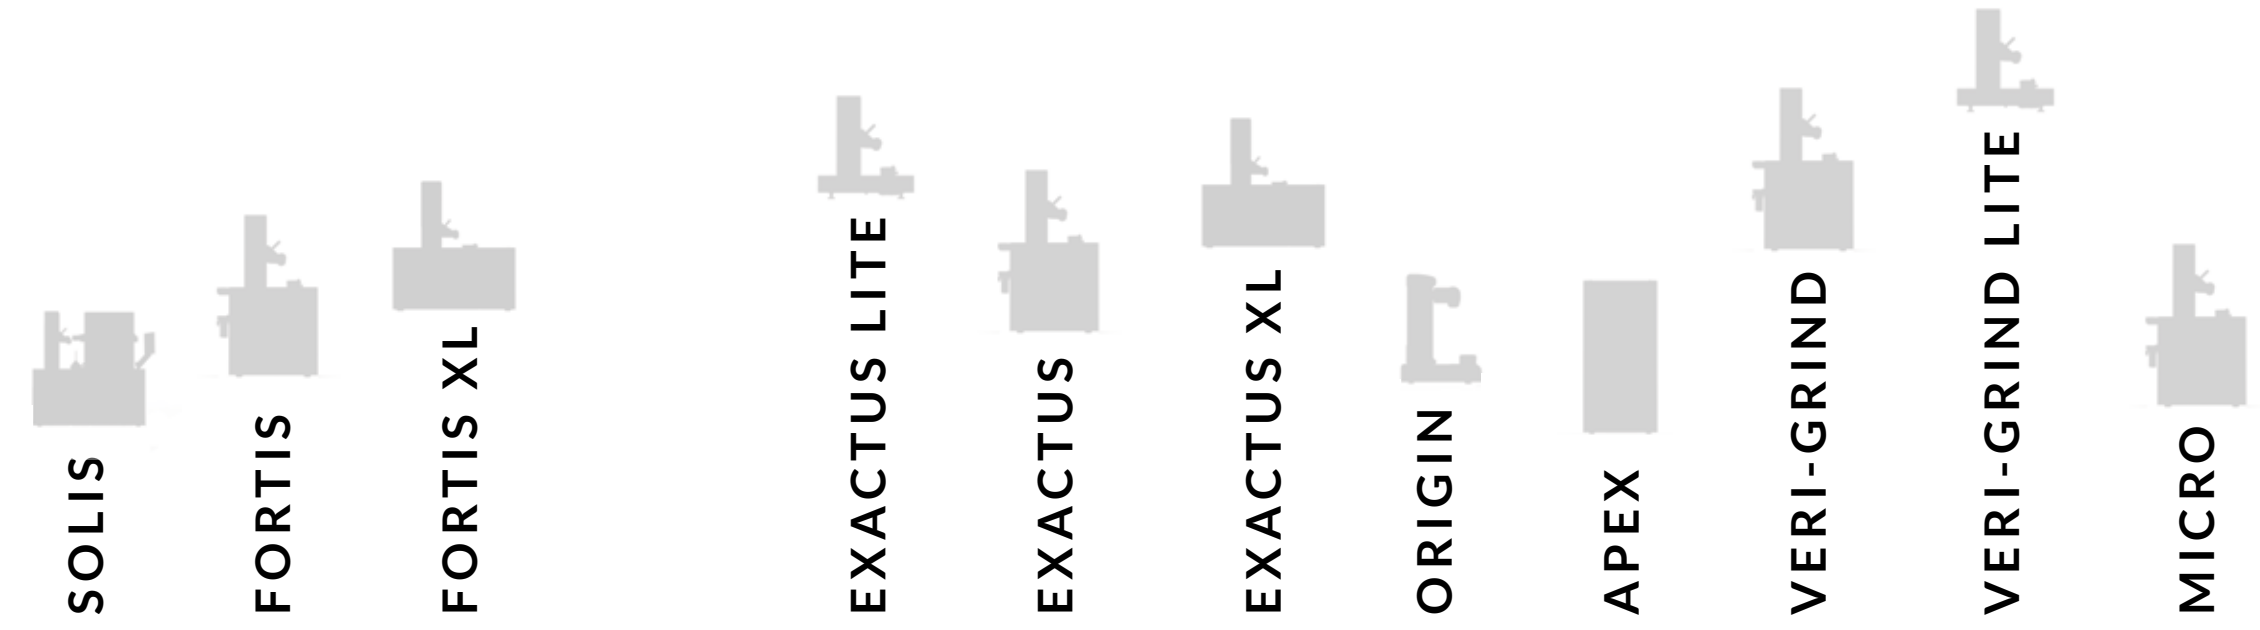 SOLIS
FORTIS
FORTIS XL
EXACTUS LITE
EXACTUS
EXACTUS XL
ORIGIN
APEX
VERI-GRIND
VERI-GRIND LITE
MICRO